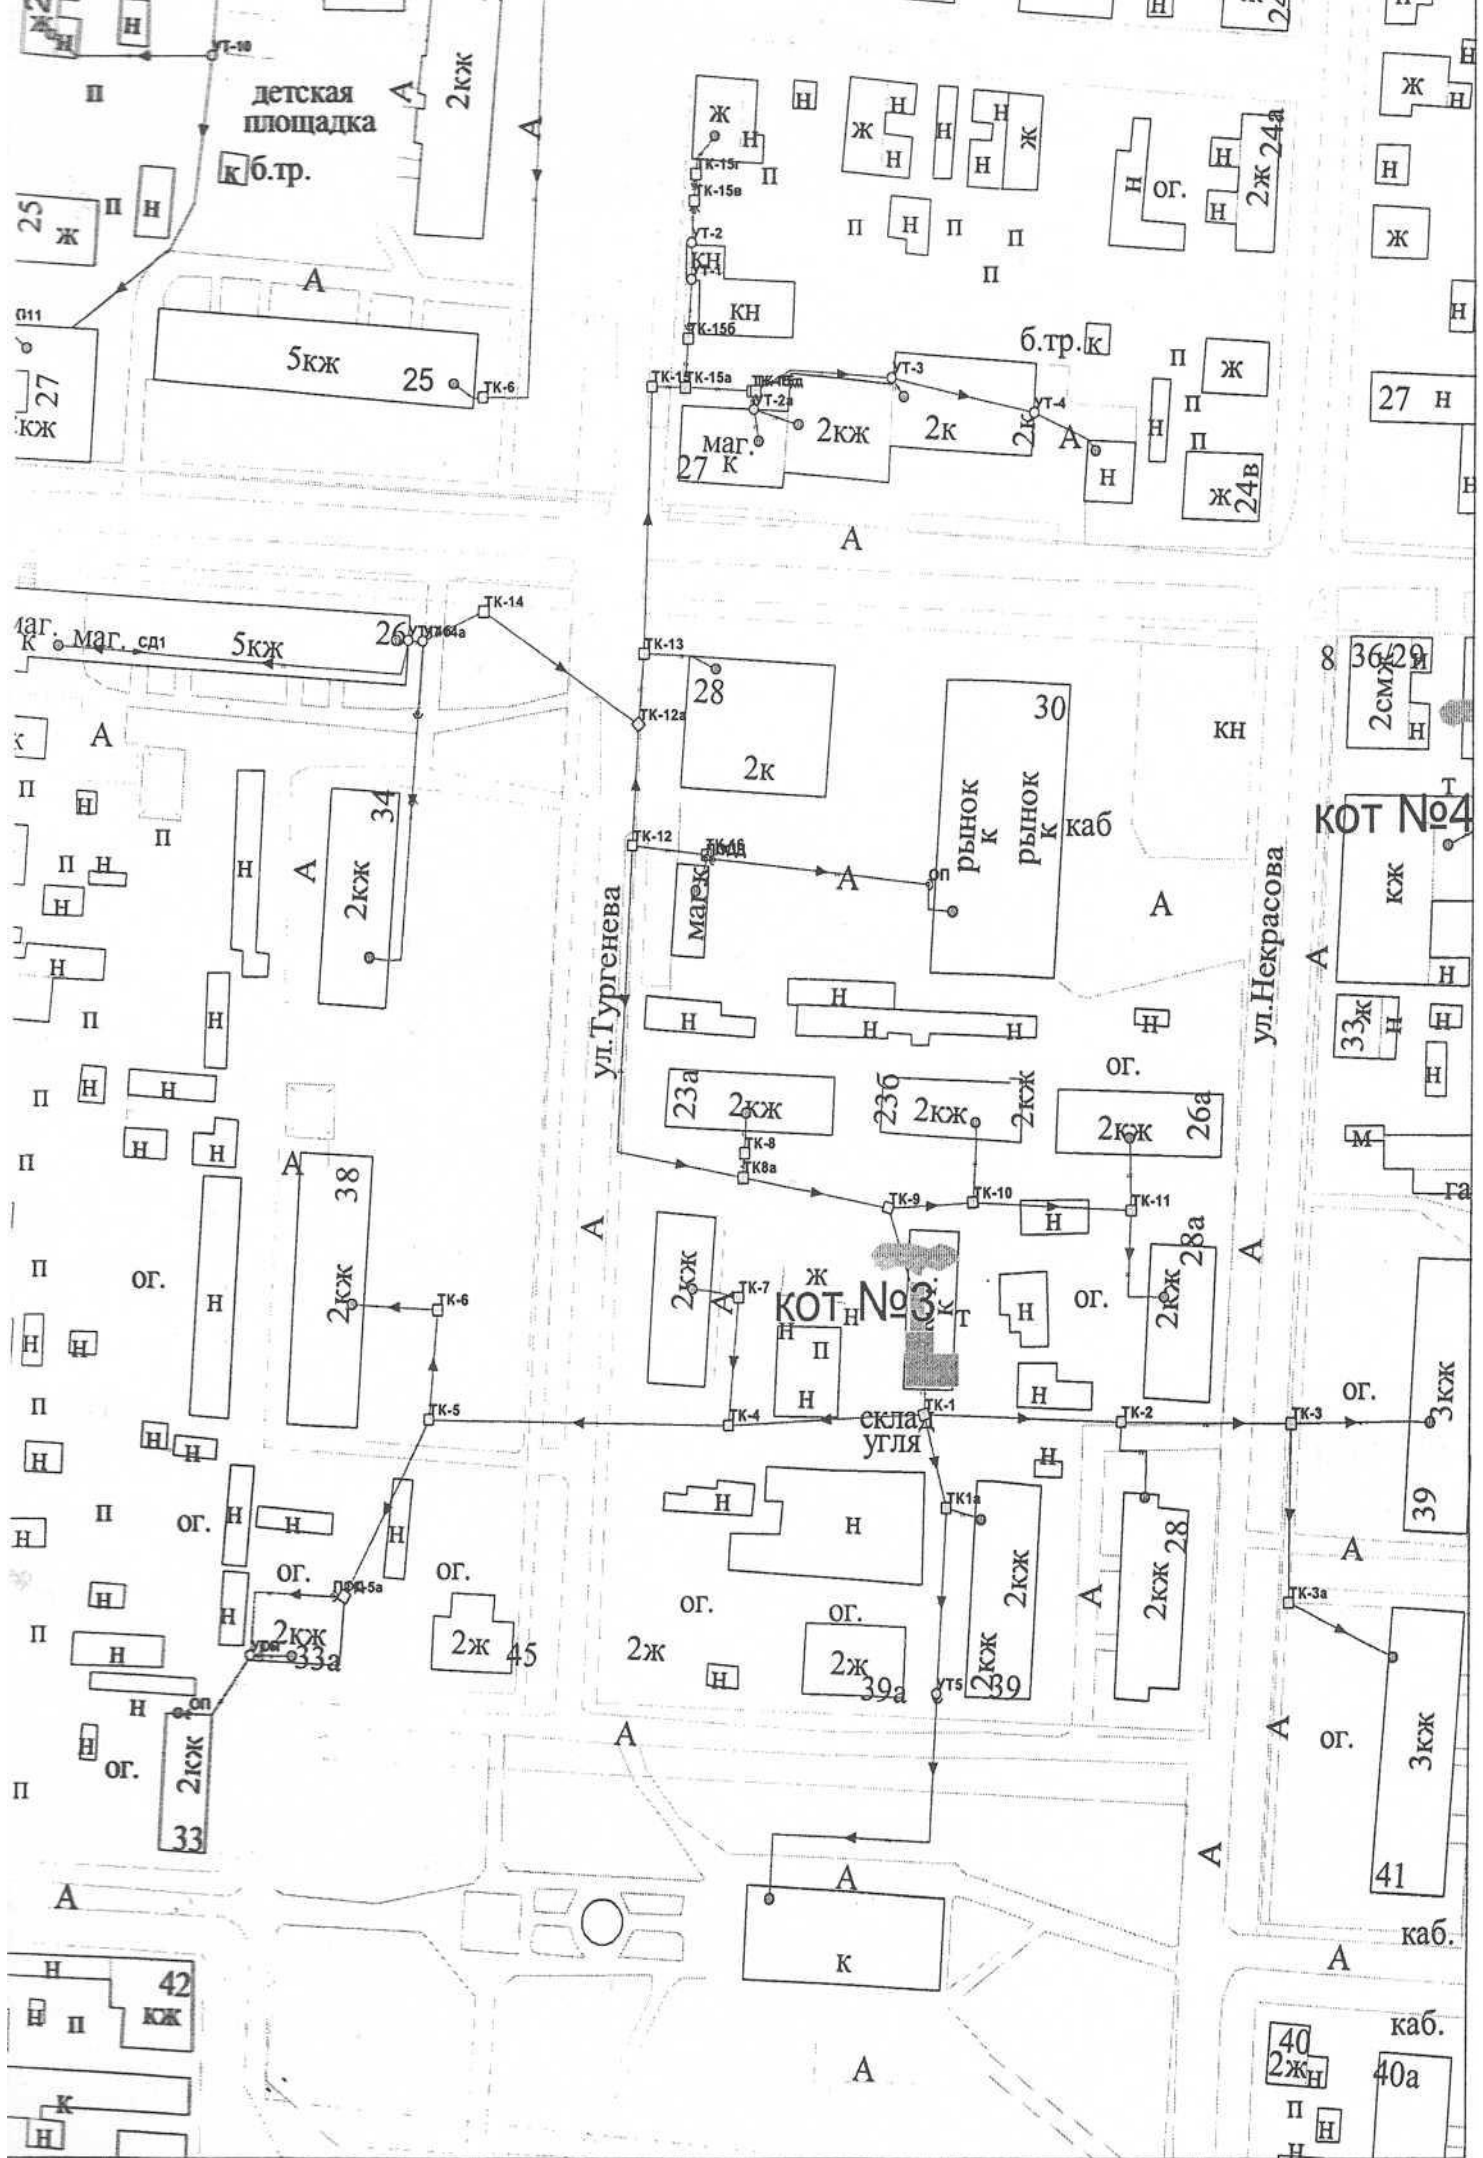 ж
н
н
н
УТ-10
п
детская
площадка
А
2кж
А
к б.тр.
25
ж
п
н
А
5кж
25
ТК-6
27
кж
ж
н
ТК-15г
п
ТК-15в
УТ-2
кн
кн
ТК-15б
ТК-15а
УТ-2а
маг.
к
27
2кж
УТ-3
2к
2к
УТ-4
А
н
н
ж
н
н
н
н
н
ж
п
н
п
п
п
н
ог.
н
н
2ж
24а
б.тр. к
п
ж
п
н
п
ж
24в
ж
н
н
ж
н
27 н
н
А
маг.
к
маг.
СД1
5кж
26
ТК-14
ТК-13
28
2к
ТК-12а
30
рынок
к
рынок
к
каб
кн
8
36/29
2смж
н
н
А
А
п
н
п
п
н
н
н
н
А
34
2кж
ТК-12
маг.
к
А
ОП
А
ул.Тургенева
ул.Некрасова
КОТ №4
т
кж
н
А
33
ж
н
н
н
м
га
п
н
н
н
н
н
н
н
н
п
н
н
н
п
А
38
2кж
ТК-6
23а
2кж
ТК-8
ТК8а
23б
2кж
2кж
ТК-9
ТК-10
н
ог.
2кж
26а
ТК-11
28а
2кж
А
А
п
ог.
н
н
н
п
2кж
А
ТК-7
ж
КОТ №3
н
н
п
н
к
т
н
ог.
н
ТК-5
ТК-4
склад
угля
ТК-1
ТК-2
ТК-3
ог.
3кж
39
н
н
н
п
ог.
н
н
н
н
н
н
ТК1а
н
2кж
2кж
39
28
2кж
А
А
ог.
ог.
2кж
33а
2ж
45
2ж
ог.
н
ог.
2ж
39а
УТ5
ТК-3а
н
п
н
н
н
ОП
н
ог.
2кж
33
п
А
А
ог.
3кж
41
А
А
А
к
каб.
А
н
42
кж
н
п
к
н
А
каб.
40
2ж
н
40а
п
н
н